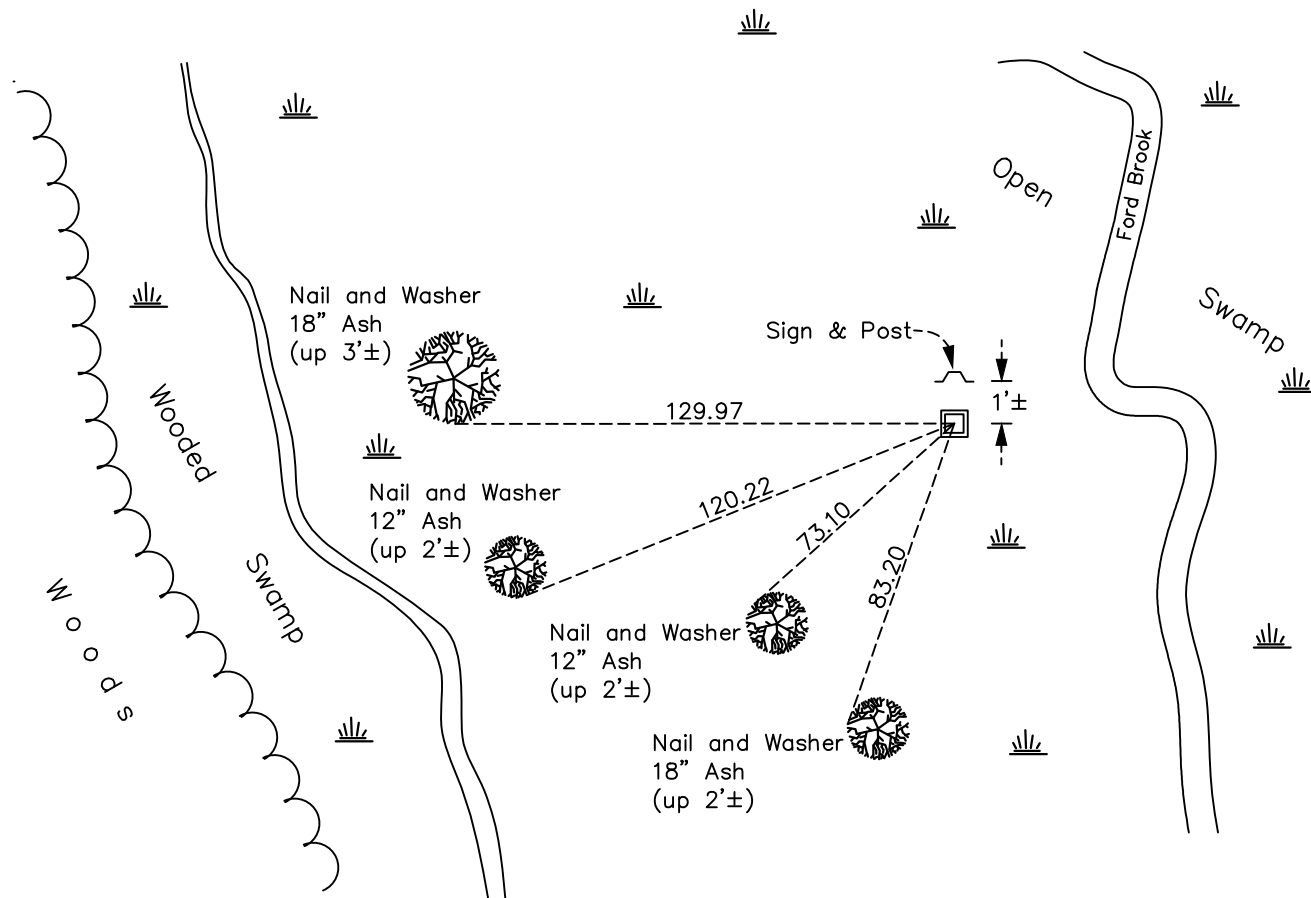 Open
Ford Brook
Swamp
Nail and Washer
18” Ash
(up 3’±)
Sign & Post
1’±
129.97
Wooded
Swamp
Nail and Washer
12” Ash
(up 2’±)
120.22
73.10
83.20
Woods
Nail and Washer
12” Ash
(up 2’±)
Nail and Washer
18” Ash
(up 2’±)